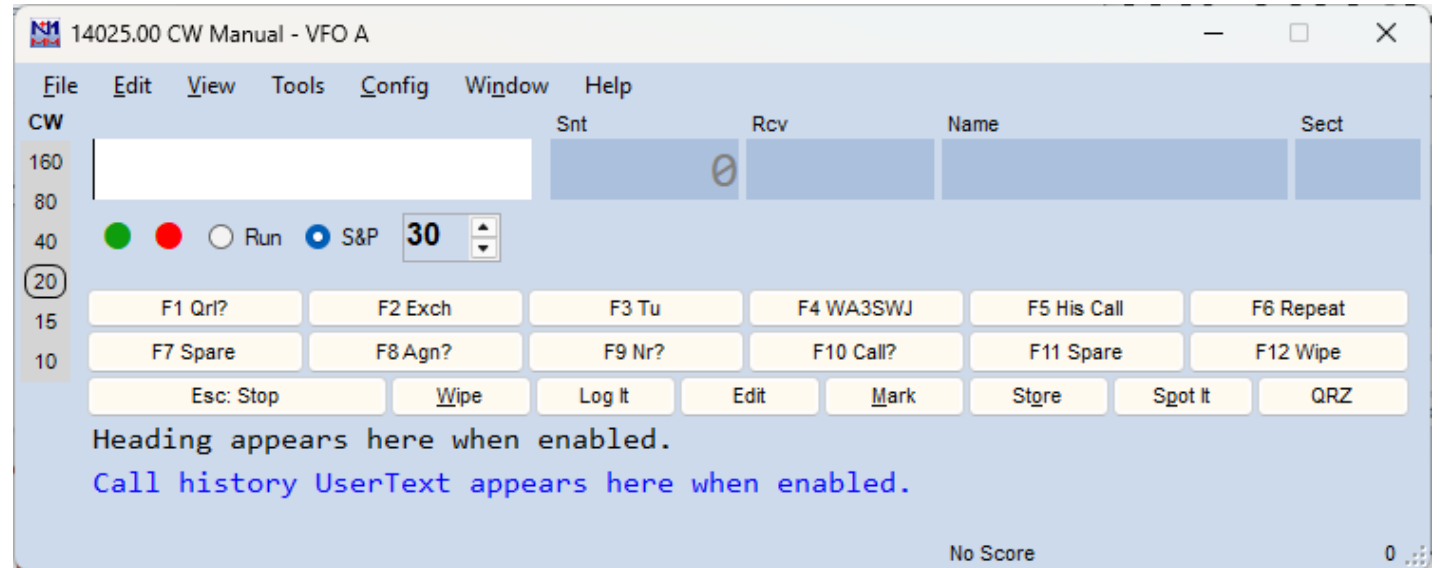 14025.00 CW Manual - VFO A
File Edit View Tools Config Window Help
CW Snt Rcv Name Sect
160 0
80
40 Run S&P 30
20
F1 Qrl? F2 Exch F3 Tu F4 WA3SWJ F5 His Call F6 Repeat
15
F7 Spare F8 Agn? F9 Nr? F10 Call? F11 Spare F12 Wipe
10
Esc: Stop Wipe Log It Edit Mark Store Spot It QRZ
Heading appears here when enabled.
Call history UserText appears here when enabled.
No Score 0